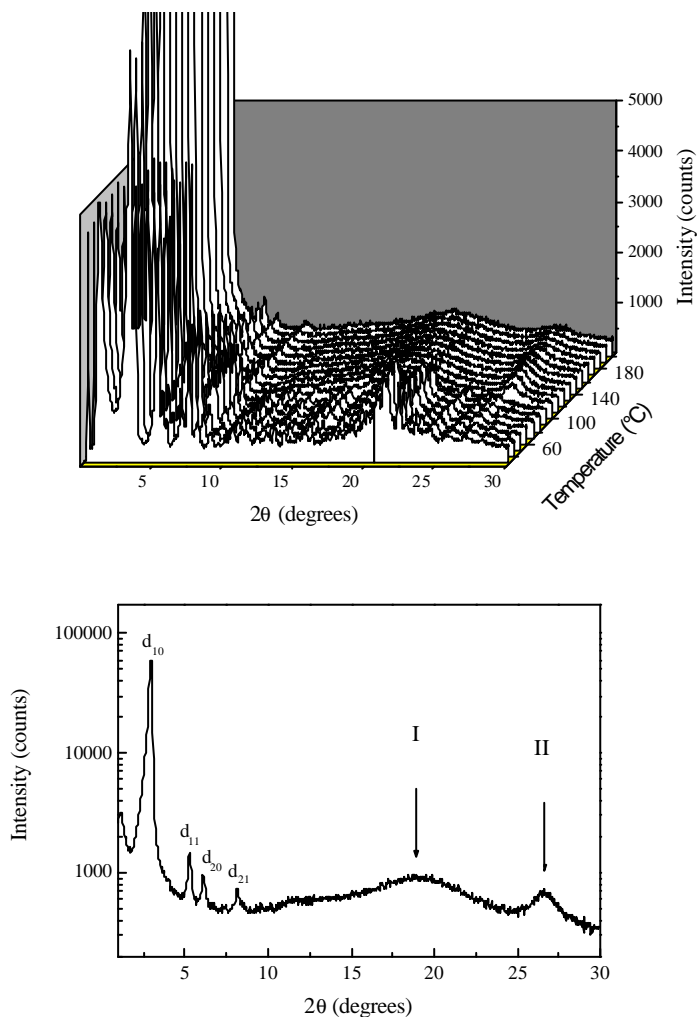 5000
4000
3000
2000
1000
Intensity (counts)
180
140
100
60
Temperature (°C)
5 10 15 20 25 30
2θ (degrees)
100000
10000
1000
Intensity (counts)
d10
d11
d20
d21
I
II
5 10 15 20 25 30
2θ (degrees)